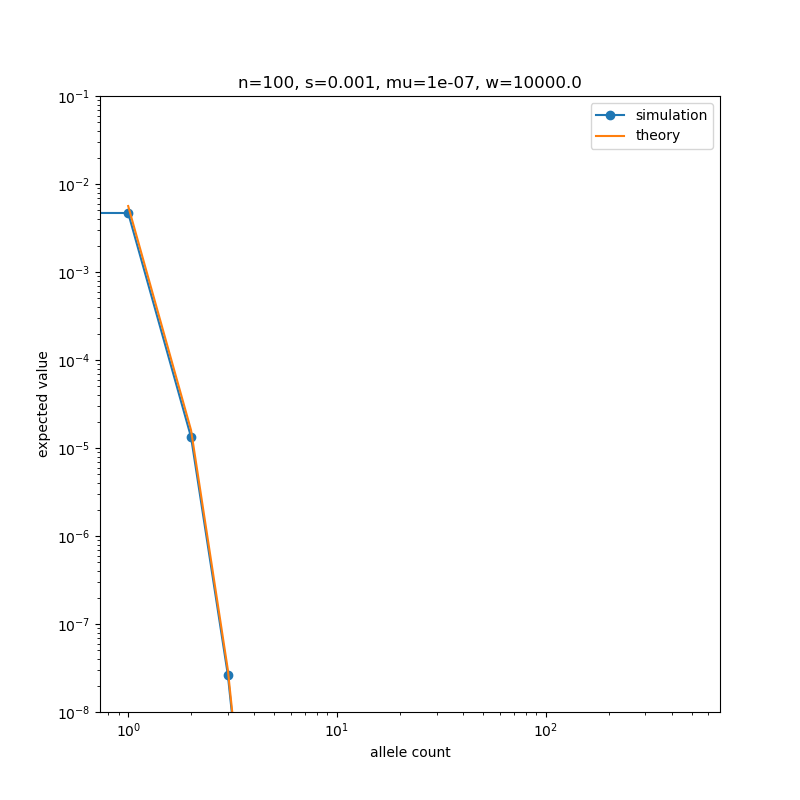 n=100, s=0.001, mu=1e-07, w=10000.0
simulation
theory
10⁻¹
10⁻²
10⁻³
10⁻⁴
10⁻⁵
10⁻⁶
10⁻⁷
10⁻⁸
expected value
10⁰
10¹
10²
allele count